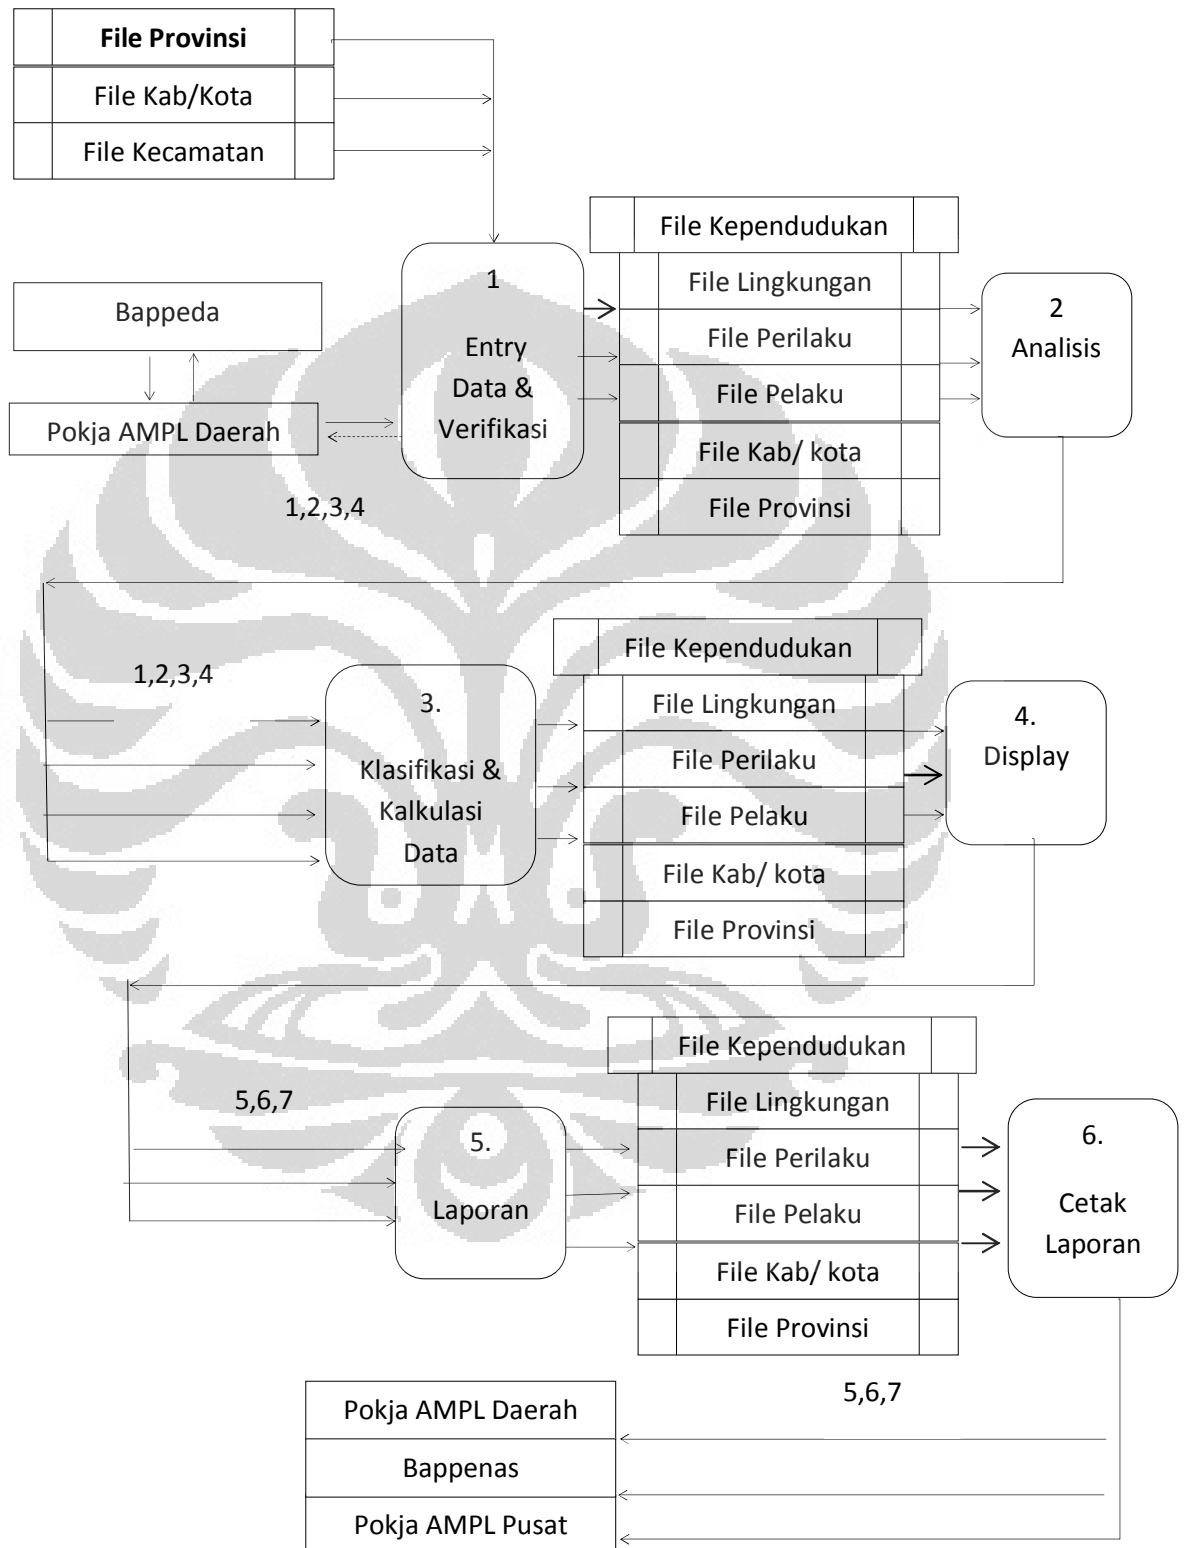 File Provinsi
File Kab/Kota
File Kecamatan
File Kependudukan
File Lingkungan
File Perilaku
File Pelaku
File Kab/ kota
File Provinsi
1
Entry
Data &
Verifikasi
2
Analisis
Bappeda
Pokja AMPL Daerah
1,2,3,4
1,2,3,4
3.
Klasifikasi &
Kalkulasi
Data
File Kependudukan
File Lingkungan
File Perilaku
File Pelaku
File Kab/ kota
File Provinsi
4.
Display
5,6,7
5.
Laporan
File Kependudukan
File Lingkungan
File Perilaku
File Pelaku
File Kab/ kota
File Provinsi
6.
Cetak
Laporan
5,6,7
Pokja AMPL Daerah
Bappenas
Pokja AMPL Pusat